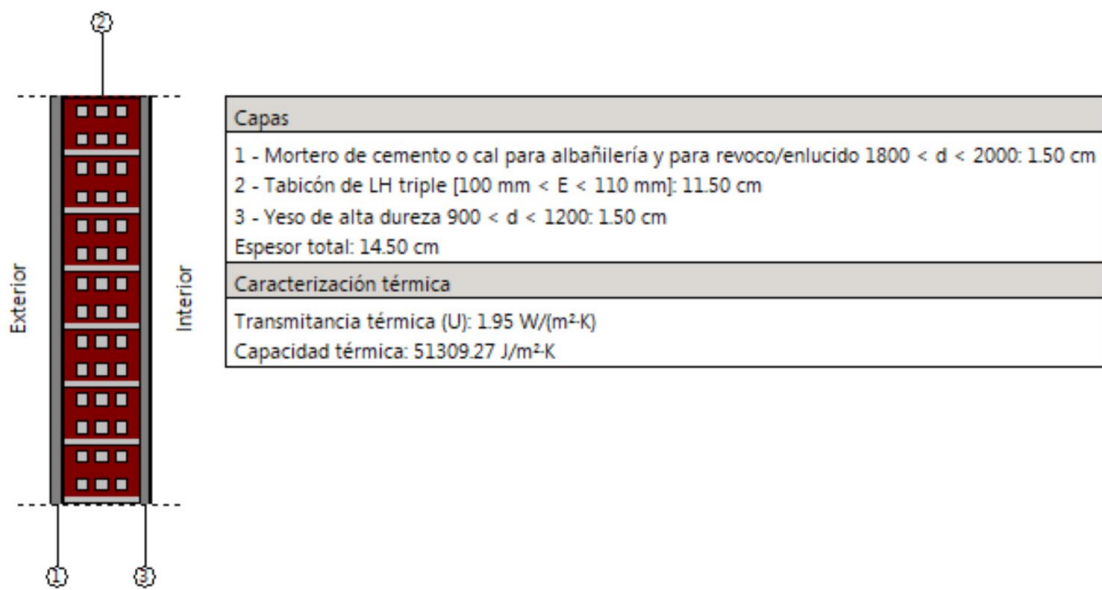 2
Exterior
Interior
1
3
Capas
1 - Mortero de cemento o cal para albañilería y para revoco/enlucido 1800 < d < 2000: 1.50 cm
2 - Tabicón de LH triple [100 mm < E < 110 mm]: 11.50 cm
3 - Yeso de alta dureza 900 < d < 1200: 1.50 cm
Espesor total: 14.50 cm
Caracterización térmica
Transmitancia térmica (U): 1.95 W/(m²·K)
Capacidad térmica: 51309.27 J/m²·K